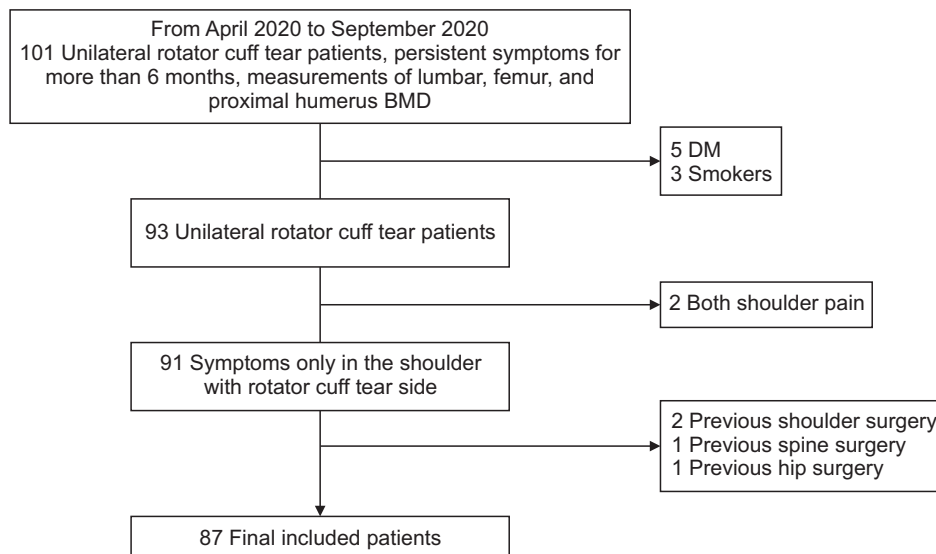 From April 2020 to September 2020
101 Unilateral rotator cuff tear patients, persistent symptoms for
more than 6 months, measurements of lumbar, femur, and
proximal humerus BMD
5 DM
3 Smokers
93 Unilateral rotator cuff tear patients
2 Both shoulder pain
91 Symptoms only in the shoulder
with rotator cuff tear side
2 Previous shoulder surgery
1 Previous spine surgery
1 Previous hip surgery
87 Final included patients